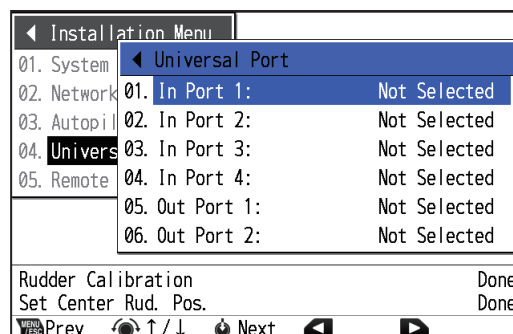 ◀ Installation Menu
01. System
02. Network
03. Autopil
04. Univers
05. Remote
◀ Universal Port
01. In Port 1: Not Selected
02. In Port 2: Not Selected
03. In Port 3: Not Selected
04. In Port 4: Not Selected
05. Out Port 1: Not Selected
06. Out Port 2: Not Selected
Rudder Calibration Done
Set Center Rud. Pos. Done
MENU/ESC Prev ↑/↓ Next ◀ ▶